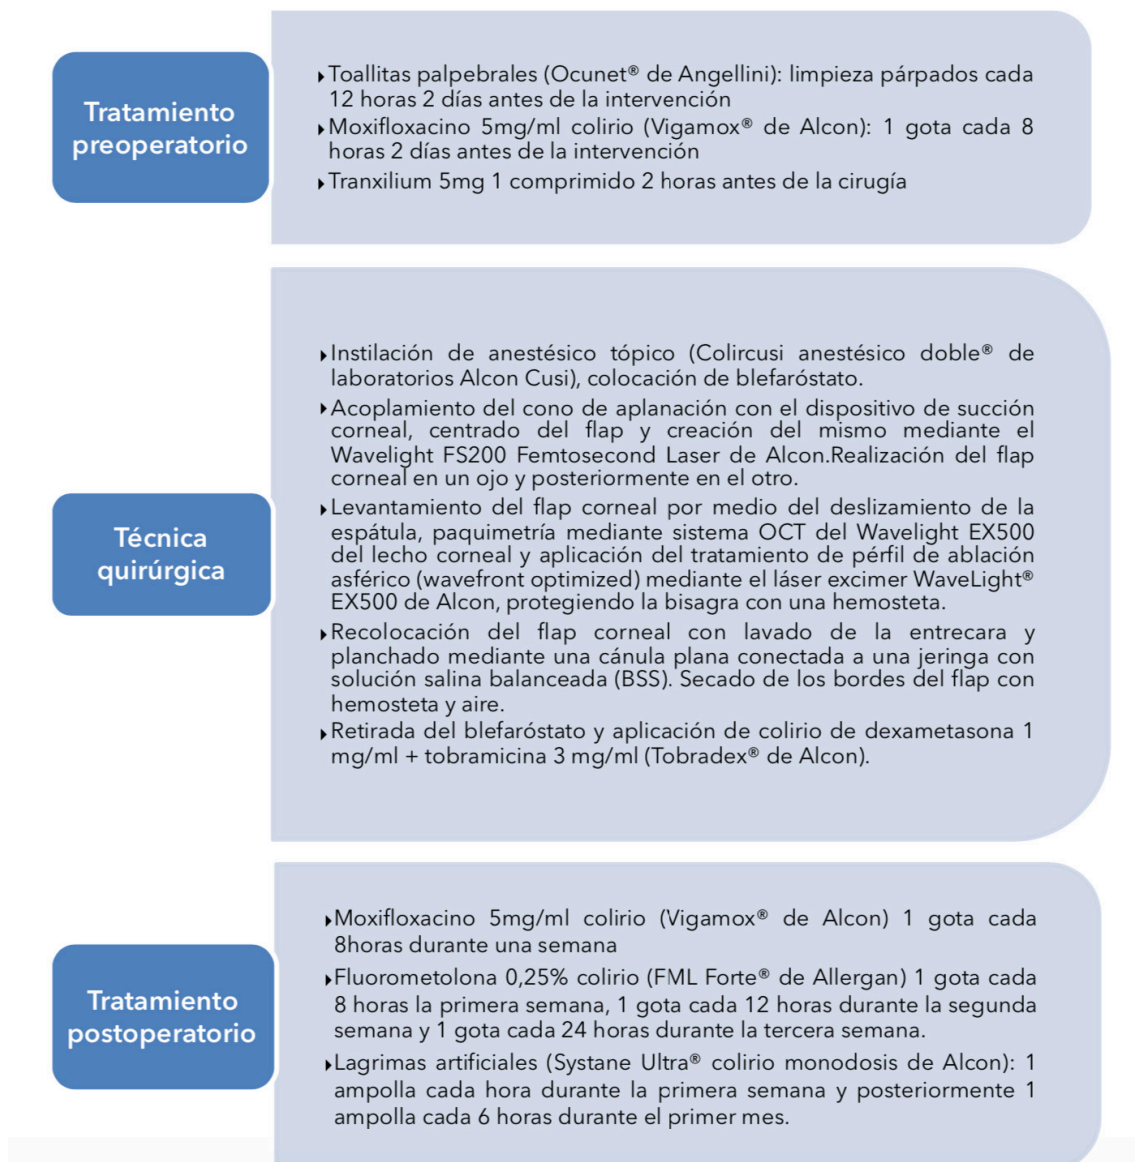 Tratamiento
preoperatorio
Toallitas palpebrales (Ocunet® de Angellini): limpieza párpados cada
12 horas 2 días antes de la intervención
Moxifloxacino 5mg/ml colirio (Vigamox® de Alcon): 1 gota cada 8
horas 2 días antes de la intervención
Tranxilium 5mg 1 comprimido 2 horas antes de la cirugía
Técnica
quirúrgica
Instilación de anestésico tópico (Colircusi anestésico doble® de
laboratorios Alcon Cusi), colocación de blefaróstato.
Acoplamiento del cono de aplanación con el dispositivo de succión
corneal, centrado del flap y creación del mismo mediante el
Wavelight FS200 Femtosecond Laser de Alcon.Realización del flap
corneal en un ojo y posteriormente en el otro.
Levantamiento del flap corneal por medio del deslizamiento de la
espátula, paquimetría mediante sistema OCT del Wavelight EX500
del lecho corneal y aplicación del tratamiento de pérfil de ablación
asférico (wavefront optimized) mediante el láser excimer WaveLight®
EX500 de Alcon, protegiendo la bisagra con una hemosteta.
Recolocación del flap corneal con lavado de la entrecara y
planchado mediante una cánula plana conectada a una jeringa con
solución salina balanceada (BSS). Secado de los bordes del flap con
hemosteta y aire.
Retirada del blefaróstato y aplicación de colirio de dexametasona 1
mg/ml + tobramicina 3 mg/ml (Tobradex® de Alcon).
Tratamiento
postoperatorio
Moxifloxacino 5mg/ml colirio (Vigamox® de Alcon) 1 gota cada
8horas durante una semana
Fluorometolona 0,25% colirio (FML Forte® de Allergan) 1 gota cada
8 horas la primera semana, 1 gota cada 12 horas durante la segunda
semana y 1 gota cada 24 horas durante la tercera semana.
Lagrimas artificiales (Systane Ultra® colirio monodosis de Alcon): 1
ampolla cada hora durante la primera semana y posteriormente 1
ampolla cada 6 horas durante el primer mes.